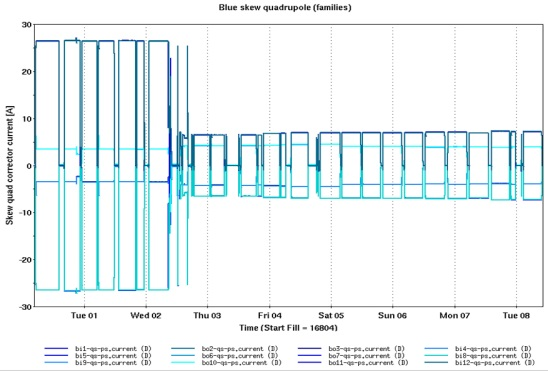 Blue skew quadrupole (families)
Skew quad corrector current [A]
30
20
10
0
-10
-20
-30
Tue 01 Wed 02 Thu 03 Fri 04 Sat 05 Sun 06 Mon 07 Tue 08
Time (Start Fill = 16804)
bi1-qs-ps.current (D) bo2-qs-ps.current (D) bo3-qs-ps.current (D) bi4-qs-ps.current (D)
bi5-qs-ps.current (D) bo6-qs-ps.current (D) bo7-qs-ps.current (D) bi8-qs-ps.current (D)
bi9-qs-ps.current (D) bo10-qs-ps.current (D) bo11-qs-ps.current (D) bi12-qs-ps.current (D)